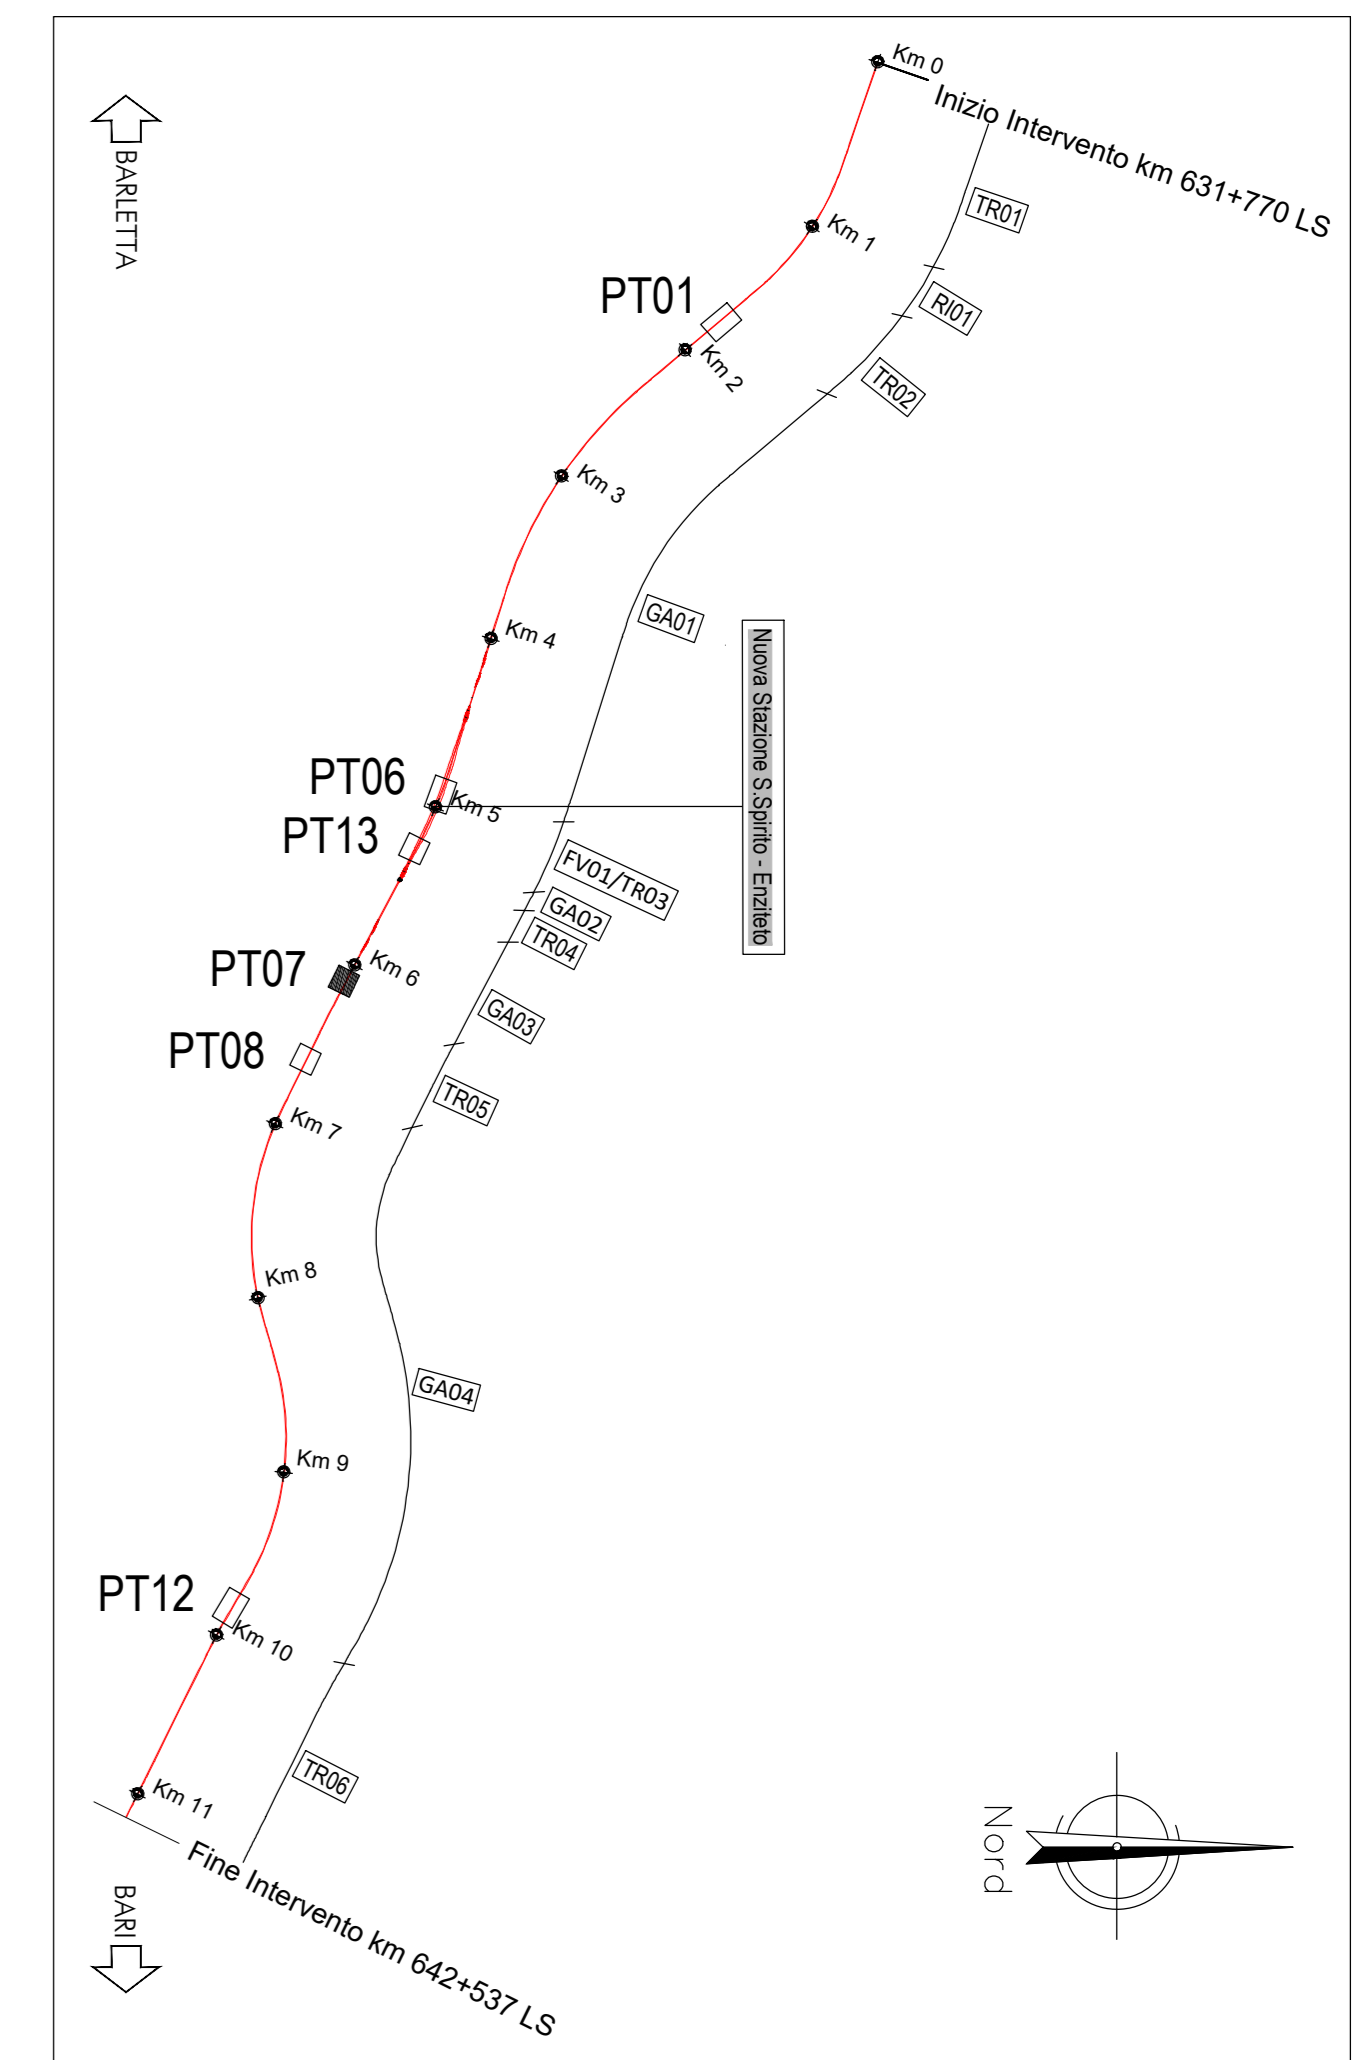 Km 0
Inizio Intervento km 631+770 LS
BARLETTA
TR01
Km 1
PT01
RI01
Km 2
TR02
Km 3
GA01
Km 4
Nuova Stazione S.Spirito - Enziteto
PT06
Km 5
PT13
FV01/TR03
GA02
TR04
PT07
Km 6
GA03
PT08
TR05
Km 7
Km 8
GA04
Km 9
PT12
Km 10
TR06
Km 11
Nord
Fine Intervento km 642+537 LS
BARI